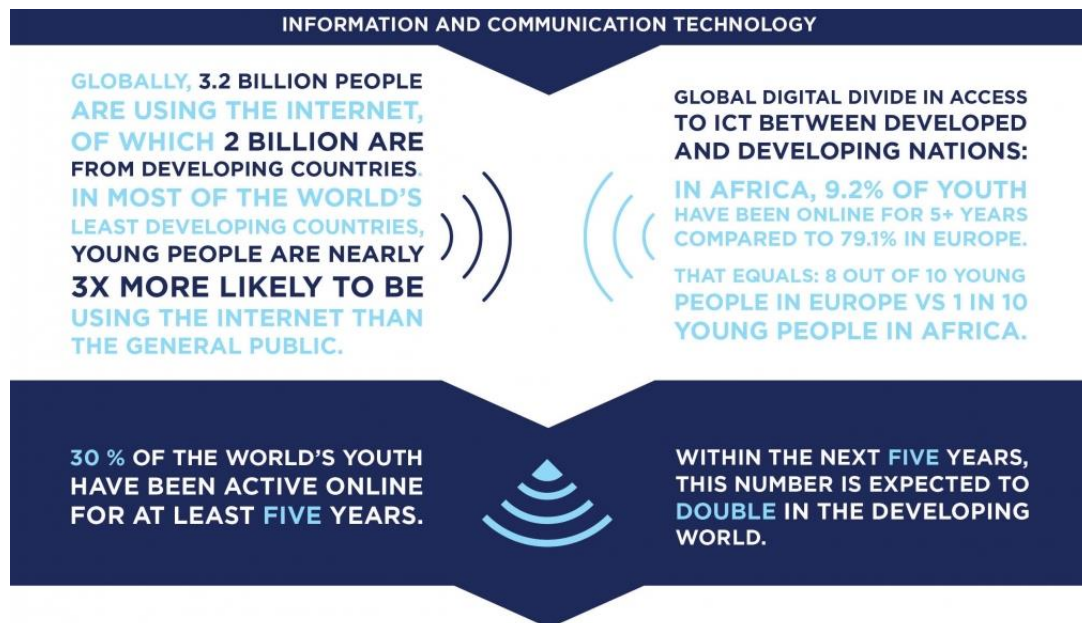 INFORMATION AND COMMUNICATION TECHNOLOGY
GLOBALLY, 3.2 BILLION PEOPLE
ARE USING THE INTERNET,
OF WHICH 2 BILLION ARE
FROM DEVELOPING COUNTRIES.
IN MOST OF THE WORLD'S
LEAST DEVELOPING COUNTRIES,
YOUNG PEOPLE ARE NEARLY
3X MORE LIKELY TO BE
USING THE INTERNET THAN
THE GENERAL PUBLIC.
GLOBAL DIGITAL DIVIDE IN ACCESS
TO ICT BETWEEN DEVELOPED
AND DEVELOPING NATIONS:
IN AFRICA, 9.2% OF YOUTH
HAVE BEEN ONLINE FOR 5+ YEARS
COMPARED TO 79.1% IN EUROPE.
THAT EQUALS: 8 OUT OF 10 YOUNG
PEOPLE IN EUROPE VS 1 IN 10
YOUNG PEOPLE IN AFRICA.
30 % OF THE WORLD'S YOUTH
HAVE BEEN ACTIVE ONLINE
FOR AT LEAST FIVE YEARS.
WITHIN THE NEXT FIVE YEARS,
THIS NUMBER IS EXPECTED TO
DOUBLE IN THE DEVELOPING
WORLD.